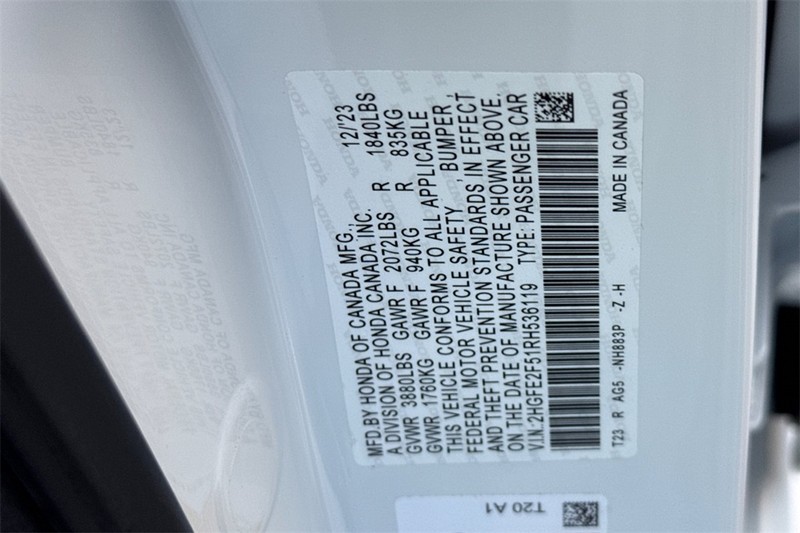 MFD.BY HONDA OF CANADA MFG., 12/'23
A DIVISION OF HONDA CANADA INC.
GVWR 3880LBS GAWR F 2072LBS R 1840LBS
GVWR 1760KG GAWR F 940KG R 835KG
THIS VEHICLE CONFORMS TO ALL APPLICABLE
FEDERAL MOTOR VEHICLE SAFETY, BUMPER,
AND THEFT PREVENTION STANDARDS IN EFFECT
ON THE DATE OF MANUFACTURE SHOWN ABOVE.
V.I.N.:2HGFE2F51RH536119 TYPE: PASSENGER CAR
T23 R AG5 -NH883P -Z -H MADE IN CANADA
T20 A1